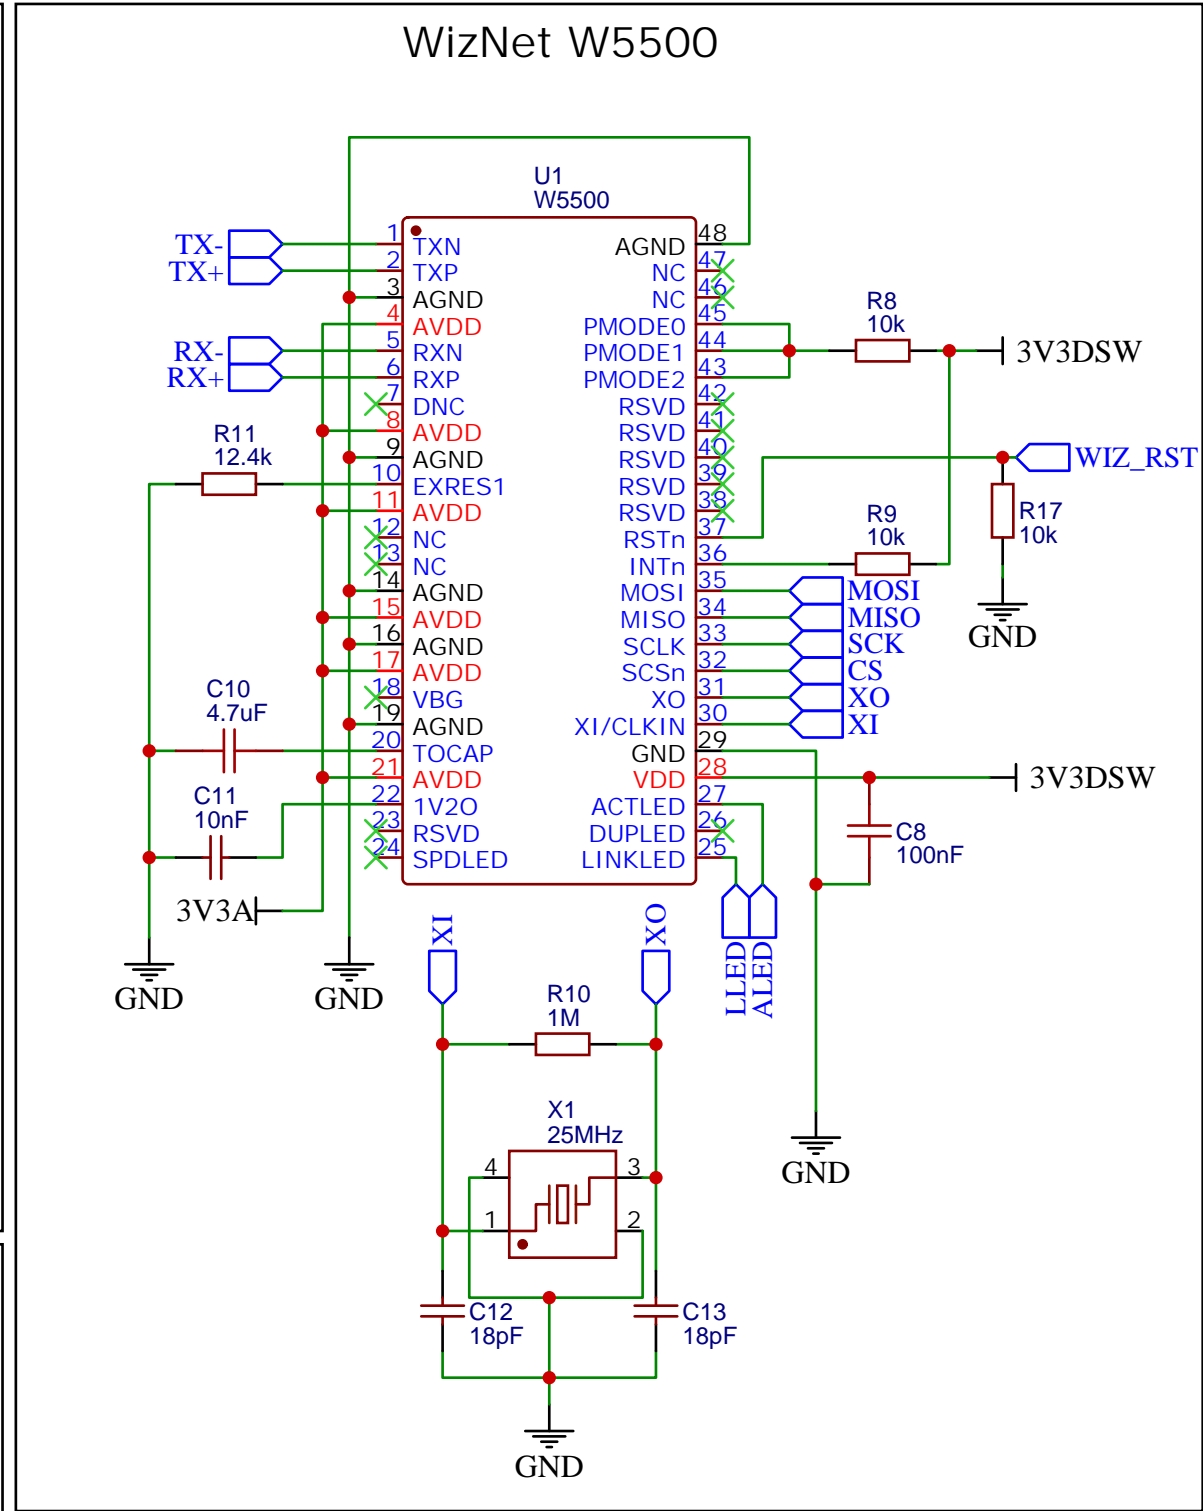 WizNet W5500
U1
W5500
TX-
TX+
RX-
RX+
1 TXN
2 TXP
3 AGND
4 AVDD
5 RXN
6 RXP
7 DNC
8 AVDD
9 AGND
10 EXRES1
11 AVDD
12 NC
13 NC
14 AGND
15 AVDD
16 AGND
17 AVDD
18 VBG
19 AGND
20 TOCAP
21 AVDD
22 1V2O
23 RSVD
24 SPDLED
AGND 48
NC 47
NC 46
PMODE0 45
PMODE1 44
PMODE2 43
RSVD 42
RSVD 41
RSVD 40
RSVD 39
RSVD 38
RSTn 37
INTn 36
MOSI 35
MISO 34
SCLK 33
SCSn 32
XO 31
XI/CLKIN 30
GND 29
VDD 28
ACTLED 27
DUPLED 26
LINKLED 25
R11
12.4k
C10
4.7uF
C11
10nF
3V3A
GND
GND
R8
10k
3V3DSW
WIZ_RST
R17
10k
GND
R9
10k
MOSI
MISO
SCK
CS
XO
XI
3V3DSW
C8
100nF
GND
LLED
ALED
XI
XO
R10
1M
X1
25MHz
4
3
1
2
C12
18pF
C13
18pF
GND